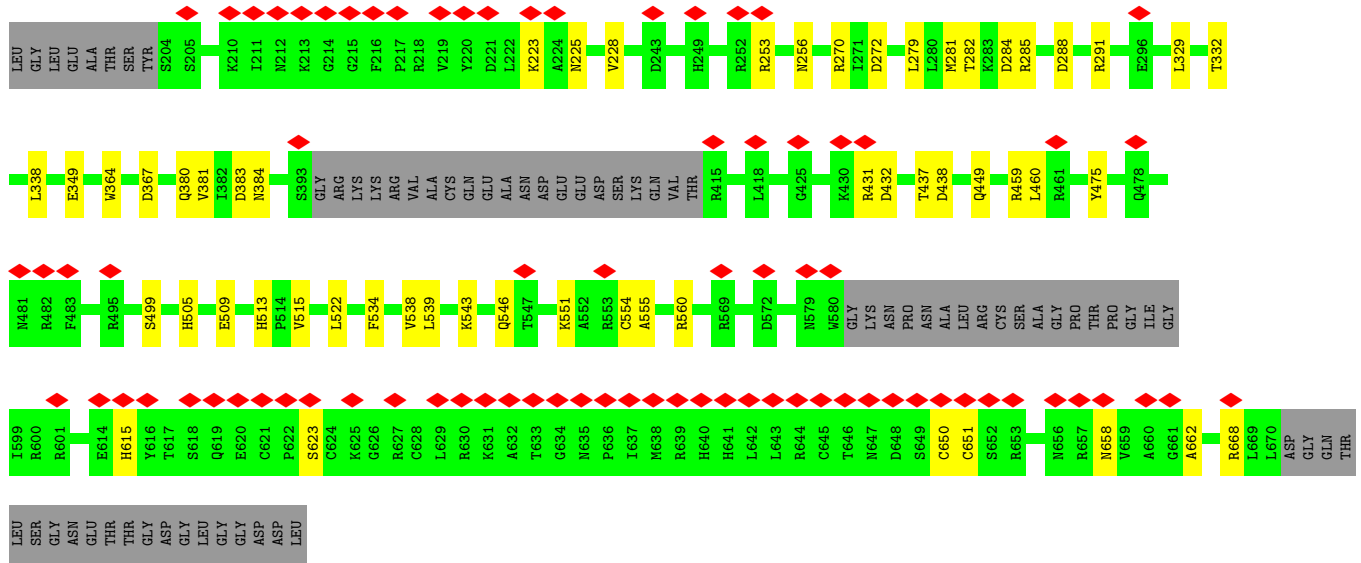 LEU GLY LEU GLU ALA THR SER TYR S204 S205 K210 I211 N212 K213 G214 G215 F216 P217 R218 V219 Y220 D221 L222 K223 A224 N225 V228 D243 H249 R252 R253 N256 R270 I271 D272 L279 L280 M281 T282 K283 D284 R285 D288 R291 E296 L329 T332
L338 E349 W364 D367 Q380 V381 I382 D383 N384 S393 GLY ARG LYS LYS ARG VAL ALA CYS GLN GLU ALA ASN ASP GLU GLU ASP SER LYS GLN VAL THR R415 L418 G425 K430 R431 D432 T437 D438 Q449 R459 L460 R461 Y475 Q478
N481 R482 F483 R495 S499 H505 E509 H513 P514 V515 L522 F534 V538 L539 K543 Q546 T547 K551 A552 R553 C554 A555 R560 R569 D572 N579 W580 GLY LYS ASN PRO ASN ALA LEU ARG CYS SER ALA GLY PRO THR PRO GLY ILE GLY
I599 R600 R601 E614 H615 Y616 T617 S618 Q619 E620 C621 P622 S623 C624 K625 G626 R627 C628 L629 R630 K631 A632 T633 G634 N635 P636 I637 M638 R639 H640 H641 L642 L643 R644 C645 T646 N647 D648 S649 C650 C651 S652 R653 N656 R657 N658 V659 A660 G661 A662 R668 L669 L670 ASP GLY GLN THR
LEU SER GLY ASN GLU THR THR GLY ASP GLY LEU GLY GLY ASP ASP LEU